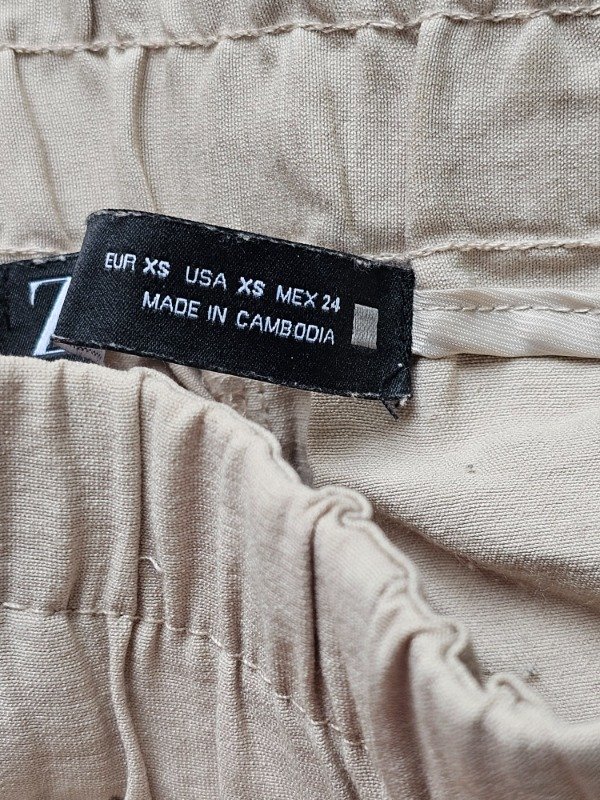 EUR XS USA XS MEX 24
MADE IN CAMBODIA
Z